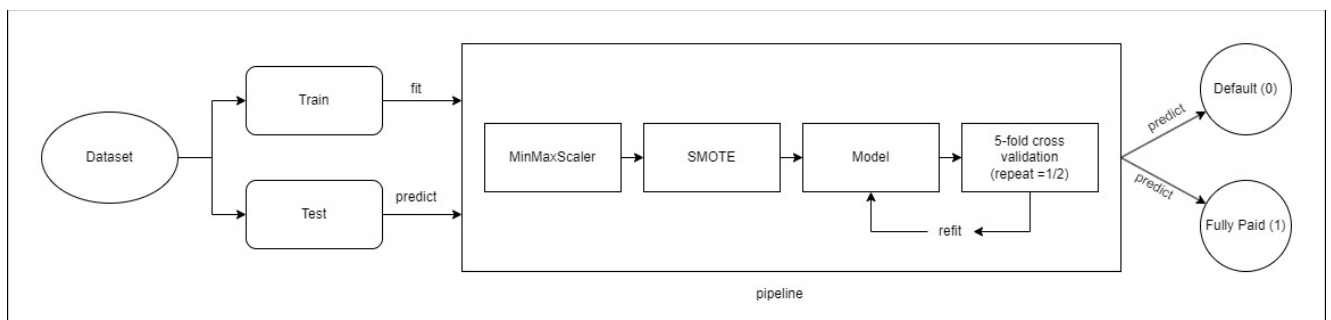 Dataset
Train
Test
fit
predict
MinMaxScaler
SMOTE
Model
5-fold cross
validation
(repeat =1/2)
refit
pipeline
predict
predict
Default (0)
Fully Paid (1)